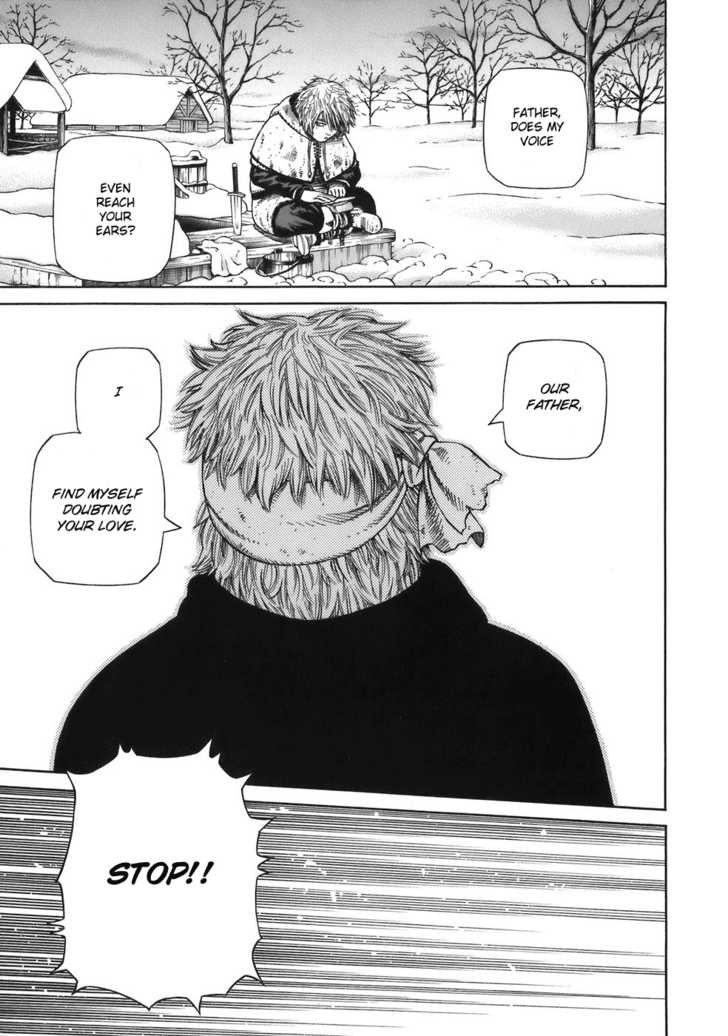 FATHER,
DOES MY
VOICE
EVEN
REACH
YOUR
EARS?
OUR
FATHER,
I
FIND MYSELF
DOUBTING
YOUR LOVE.
STOP!!